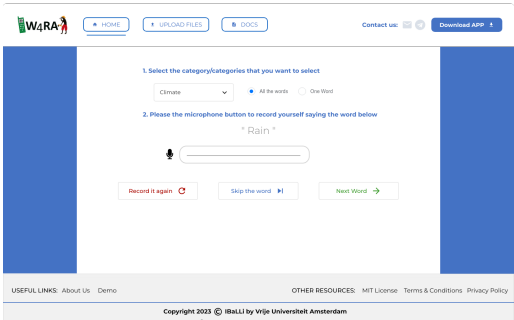 W4RA
HOME
UPLOAD FILES
DOCS
Contact us:
Download APP
1. Select the category/categories that you want to select
Climate
All the words
One Word
2. Please the microphone button to record yourself saying the word below
" Rain "
Record it again
Skip the word
Next Word
USEFUL LINKS: About Us Demo
OTHER RESOURCES: MIT License Terms & Conditions Privacy Policy
Copyright 2023 © IBaLLi by Vrije Universiteit Amsterdam